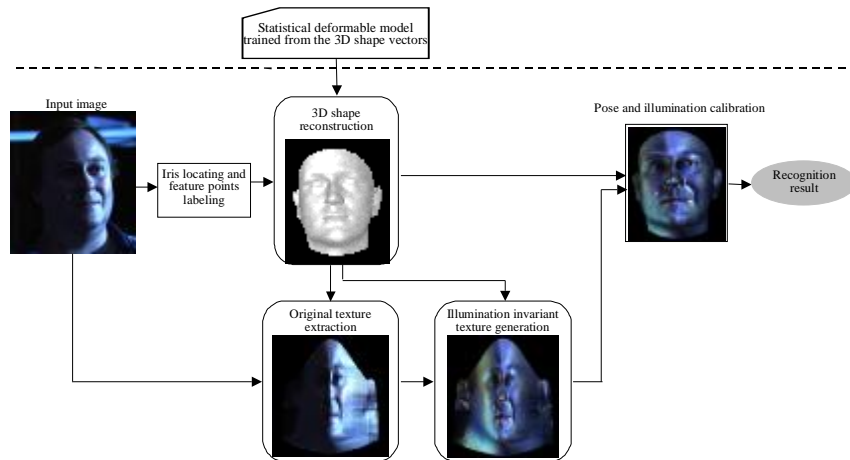 Statistical deformable model
trained from the 3D shape vectors
Input image
3D shape
reconstruction
Pose and illumination calibration
Iris locating and
feature points
labeling
Recognition
result
Original texture
extraction
Illumination invariant
texture generation